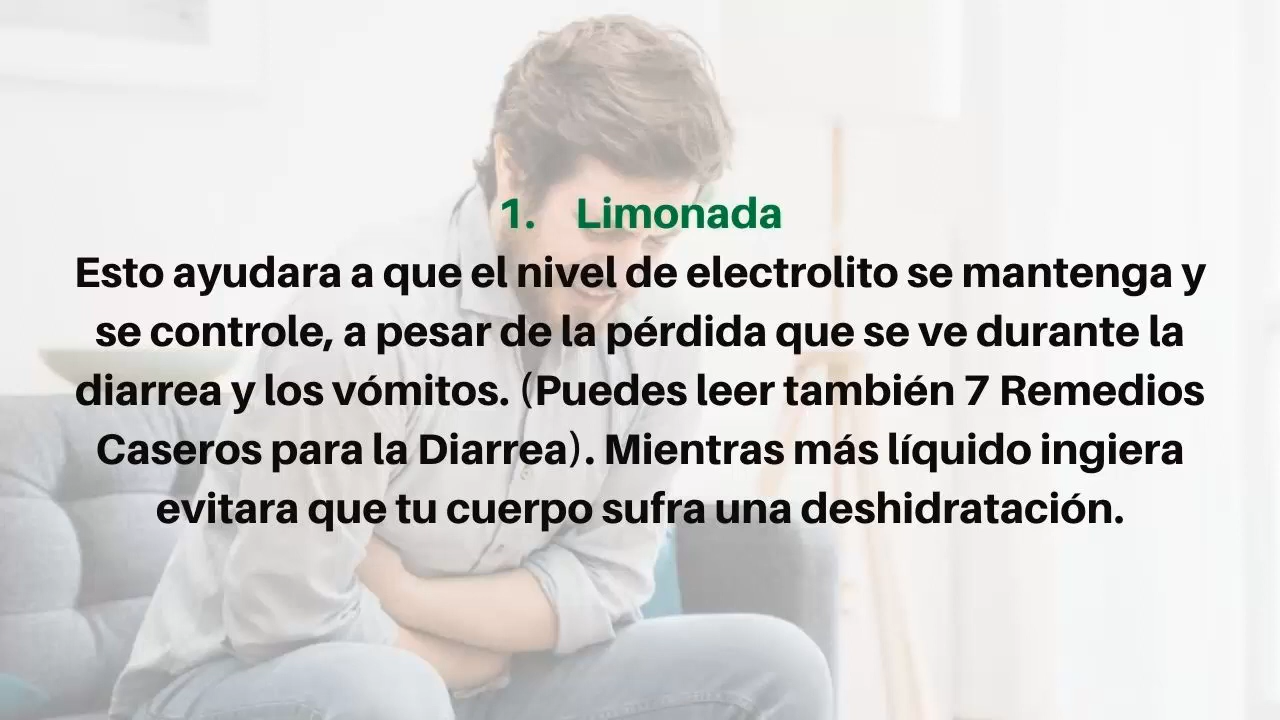 1. Limonada
Esto ayudara a que el nivel de electrolito se mantenga y
se controle, a pesar de la pérdida que se ve durante la
diarrea y los vómitos. (Puedes leer también 7 Remedios
Caseros para la Diarrea). Mientras más líquido ingiera
evitara que tu cuerpo sufra una deshidratación.